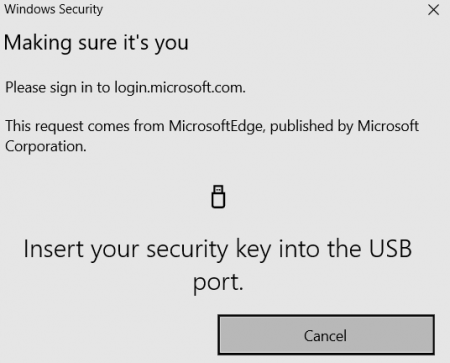 Windows Security
Making sure it's you
Please sign in to login.microsoft.com.
This request comes from MicrosoftEdge, published by Microsoft
Corporation.
Insert your security key into the USB
port.
Cancel